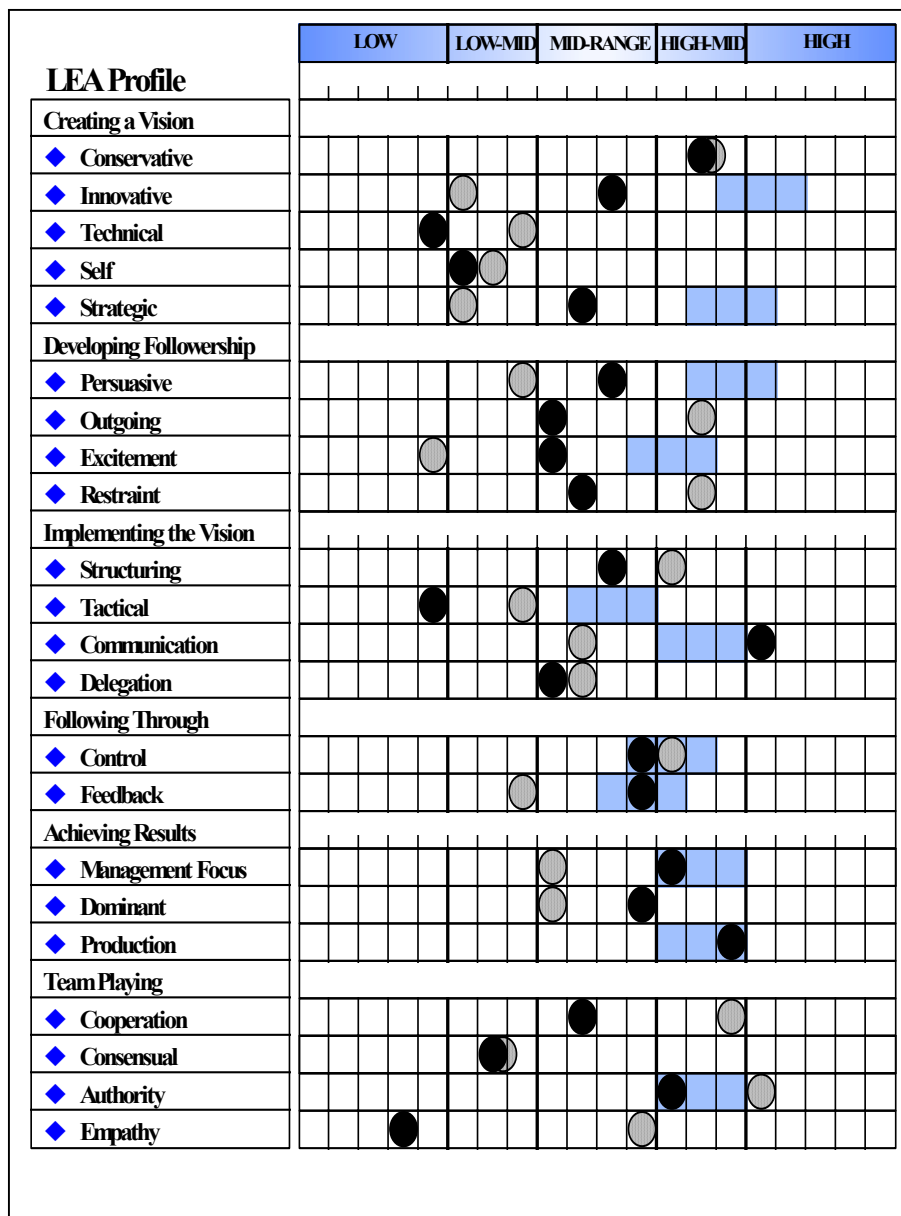 LOW LOW-MID MID-RANGE HIGH-MID HIGH
LEA Profile
Creating a Vision
Conservative
Innovative
Technical
Self
Strategic
Developing Followership
Persuasive
Outgoing
Excitement
Restraint
Implementing the Vision
Structuring
Tactical
Communication
Delegation
Following Through
Control
Feedback
Achieving Results
Management Focus
Dominant
Production
Team Playing
Cooperation
Consensual
Authority
Empathy